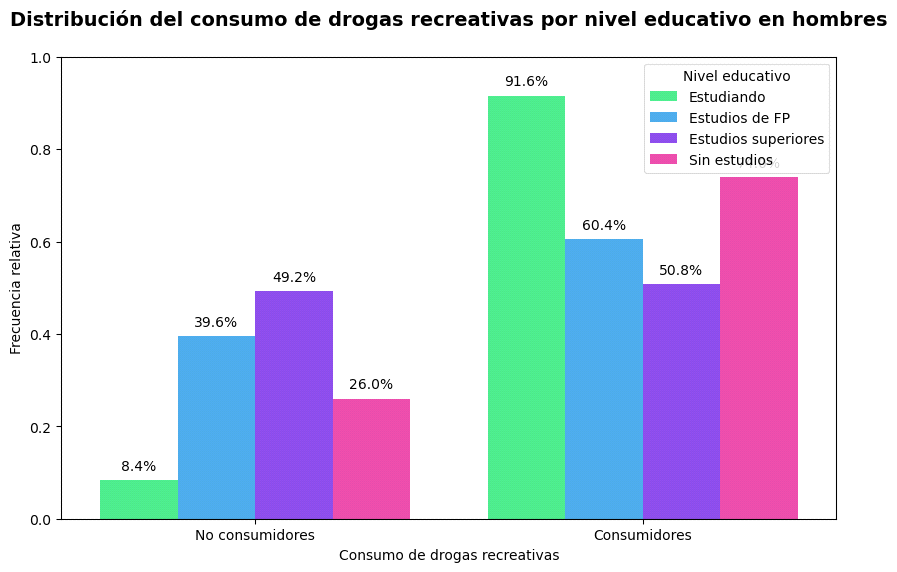 Distribución del consumo de drogas recreativas por nivel educativo en hombres
Frecuencia relativa
1.0
0.8
0.6
0.4
0.2
0.0
8.4%
39.6%
49.2%
26.0%
91.6%
60.4%
50.8%
Nivel educativo
Estudiando
Estudios de FP
Estudios superiores
Sin estudios
No consumidores
Consumidores
Consumo de drogas recreativas